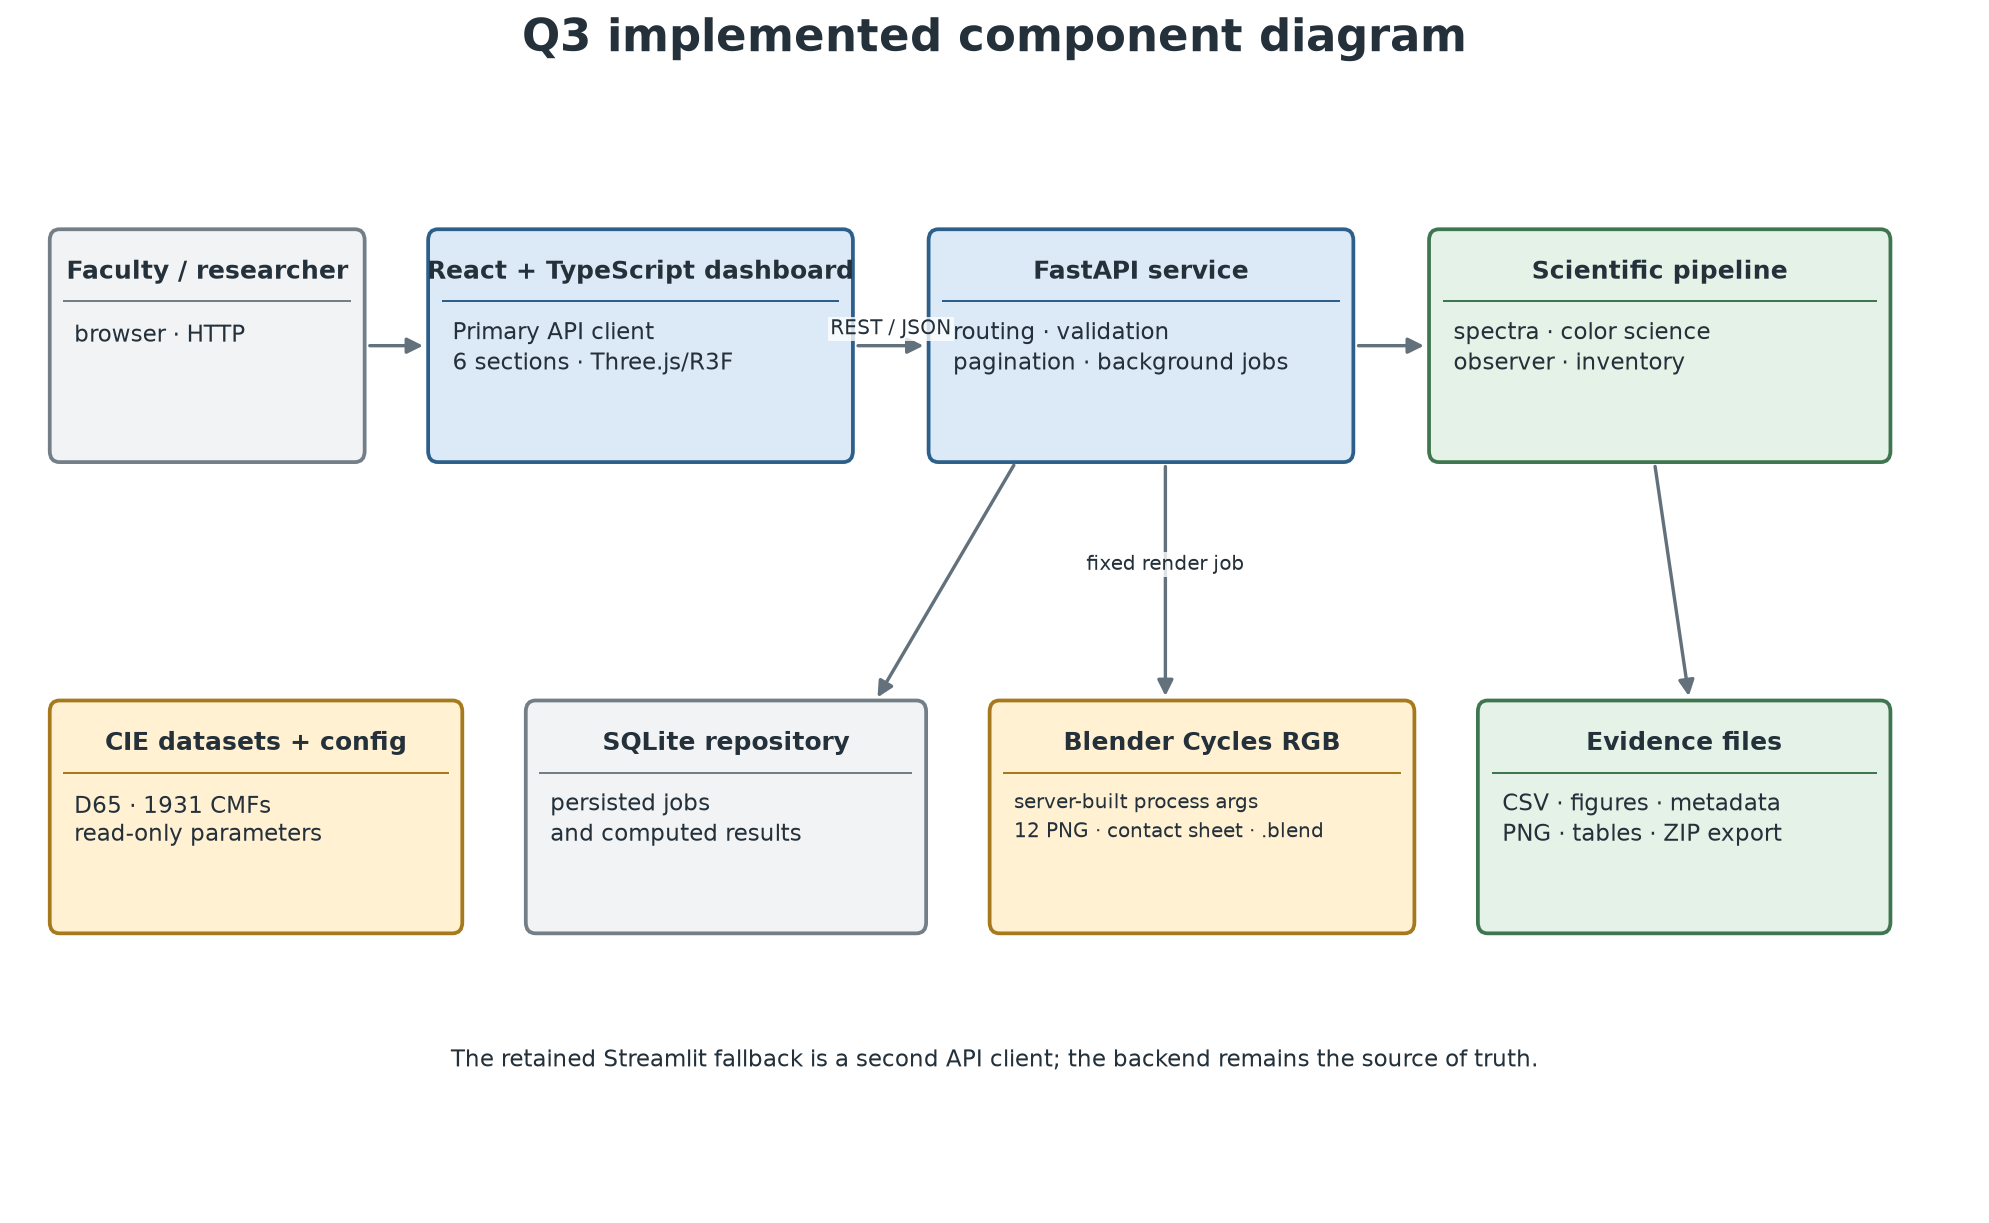 Q3 implemented component diagram
Faculty / researcher
browser · HTTP
React + TypeScript dashboard
Primary API client
6 sections · Three.js/R3F
REST / JSON
FastAPI service
routing · validation
pagination · background jobs
Scientific pipeline
spectra · color science
observer · inventory
fixed render job
CIE datasets + config
D65 · 1931 CMFs
read-only parameters
SQLite repository
persisted jobs
and computed results
Blender Cycles RGB
server-built process args
12 PNG · contact sheet · .blend
Evidence files
CSV · figures · metadata
PNG · tables · ZIP export
The retained Streamlit fallback is a second API client; the backend remains the source of truth.